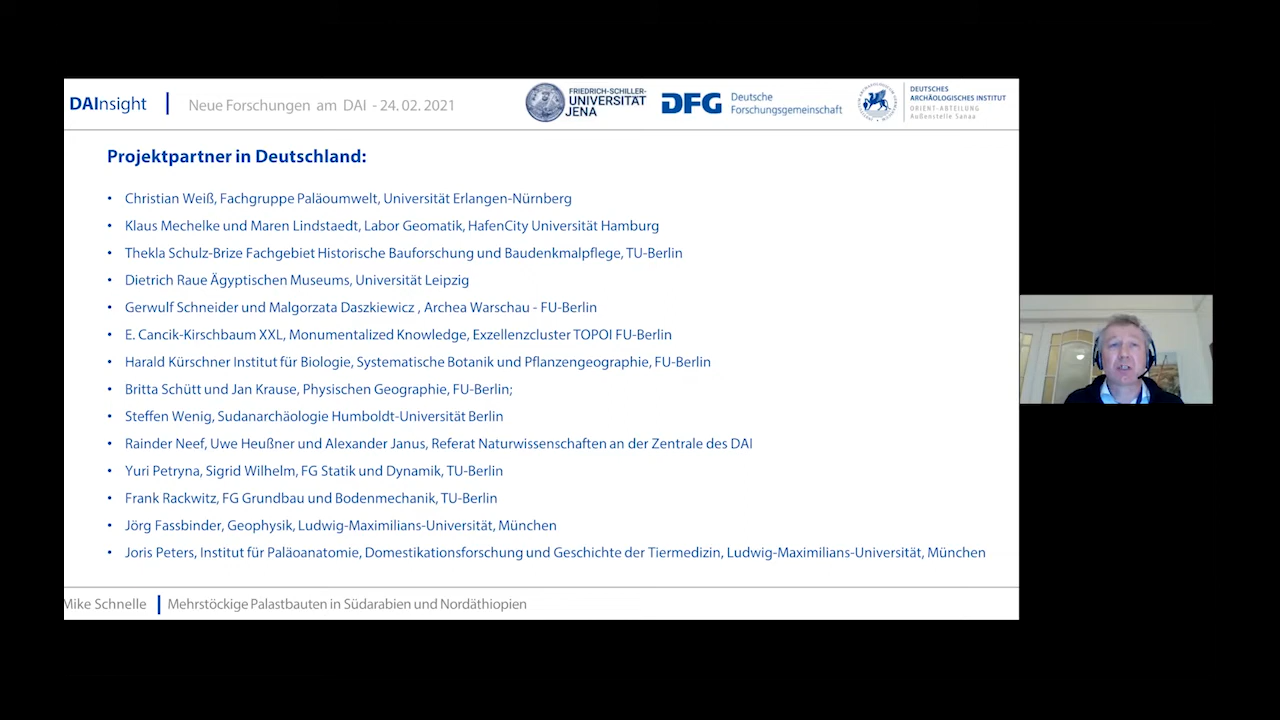 DAInsight
Neue Forschungen am DAI - 24.02.2021
FRIEDRICH-SCHILLER-
UNIVERSITÄT
JENA
DFG
Deutsche
Forschungsgemeinschaft
DEUTSCHES
ARCHÄOLOGISCHES INSTITUT
ORIENT-ABTEILUNG
Außenstelle Sanaa
Projektpartner in Deutschland:
• Christian Weiß, Fachgruppe Paläoumwelt, Universität Erlangen-Nürnberg
• Klaus Mechelke und Maren Lindstaedt, Labor Geomatik, HafenCity Universität Hamburg
• Thekla Schulz-Brize Fachgebiet Historische Bauforschung und Baudenkmalpflege, TU-Berlin
• Dietrich Raue Ägyptischen Museums, Universität Leipzig
• Gerwulf Schneider und Malgorzata Daszkiewicz , Archea Warschau - FU-Berlin
• E. Cancik-Kirschbaum XXL, Monumentalized Knowledge, Exzellenzcluster TOPOI FU-Berlin
• Harald Kürschner Institut für Biologie, Systematische Botanik und Pflanzengeographie, FU-Berlin
• Britta Schütt und Jan Krause, Physischen Geographie, FU-Berlin;
• Steffen Wenig, Sudanarchäologie Humboldt-Universität Berlin
• Rainder Neef, Uwe Heußner und Alexander Janus, Referat Naturwissenschaften an der Zentrale des DAI
• Yuri Petryna, Sigrid Wilhelm, FG Statik und Dynamik, TU-Berlin
• Frank Rackwitz, FG Grundbau und Bodenmechanik, TU-Berlin
• Jörg Fassbinder, Geophysik, Ludwig-Maximilians-Universität, München
• Joris Peters, Institut für Paläoanatomie, Domestikationsforschung und Geschichte der Tiermedizin, Ludwig-Maximilians-Universität, München
Mike Schnelle
Mehrstöckige Palastbauten in Südarabien und Nordäthiopien